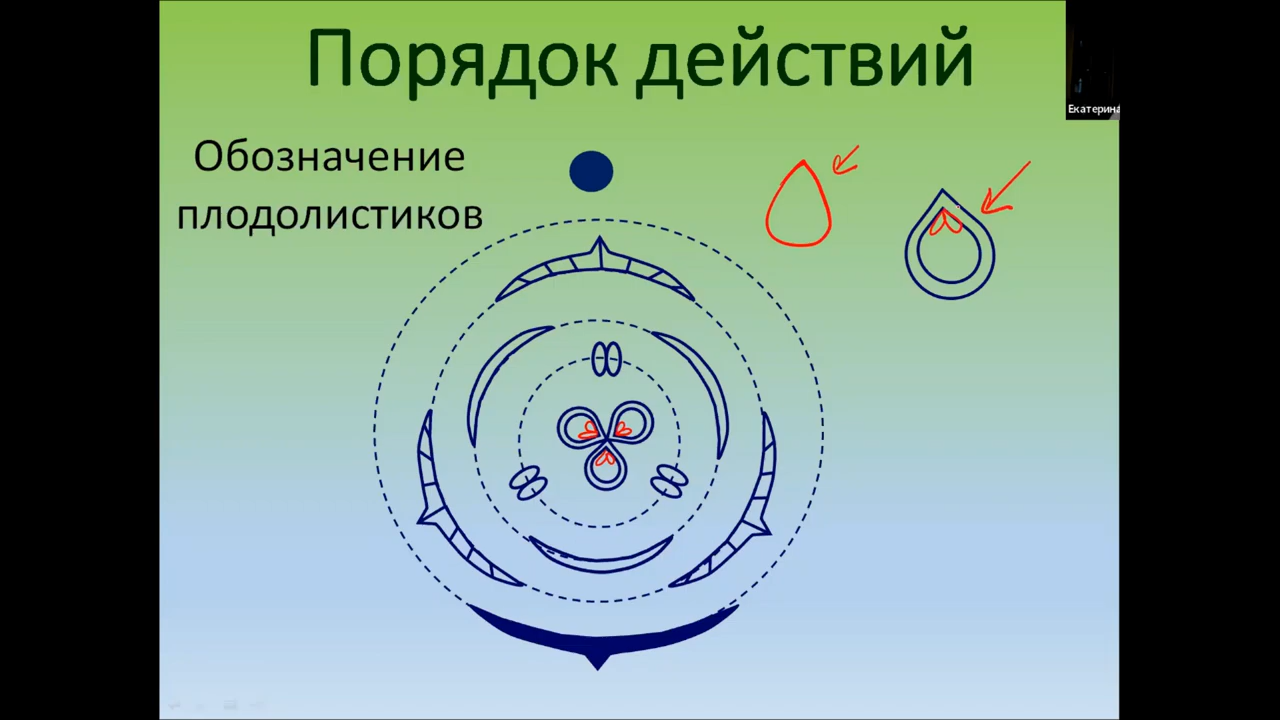 Порядок действий
Екатерина
Обозначение
плодолистиков